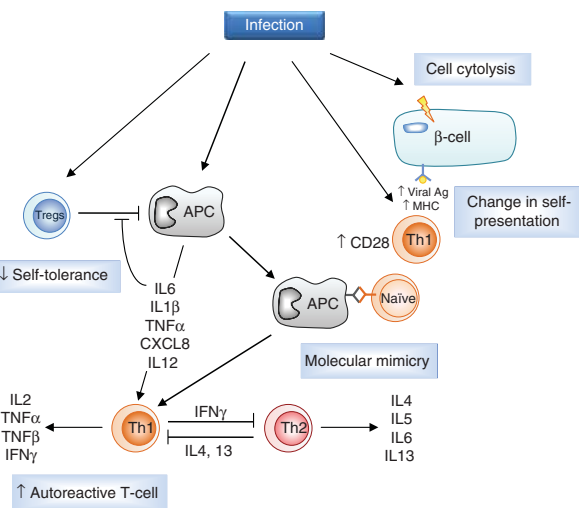 Infection
Cell cytolysis
β-cell
↑ Viral Ag
↑ MHC
Change in self-
presentation
Tregs
APC
↑ CD28
Th1
↓ Self-tolerance
IL6
IL1β
TNFα
CXCL8
IL12
APC
Naïve
Molecular mimicry
IL2
TNFα
TNFβ
IFNγ
Th1
IFNγ
IL4, 13
Th2
IL4
IL5
IL6
IL13
↑ Autoreactive T-cell